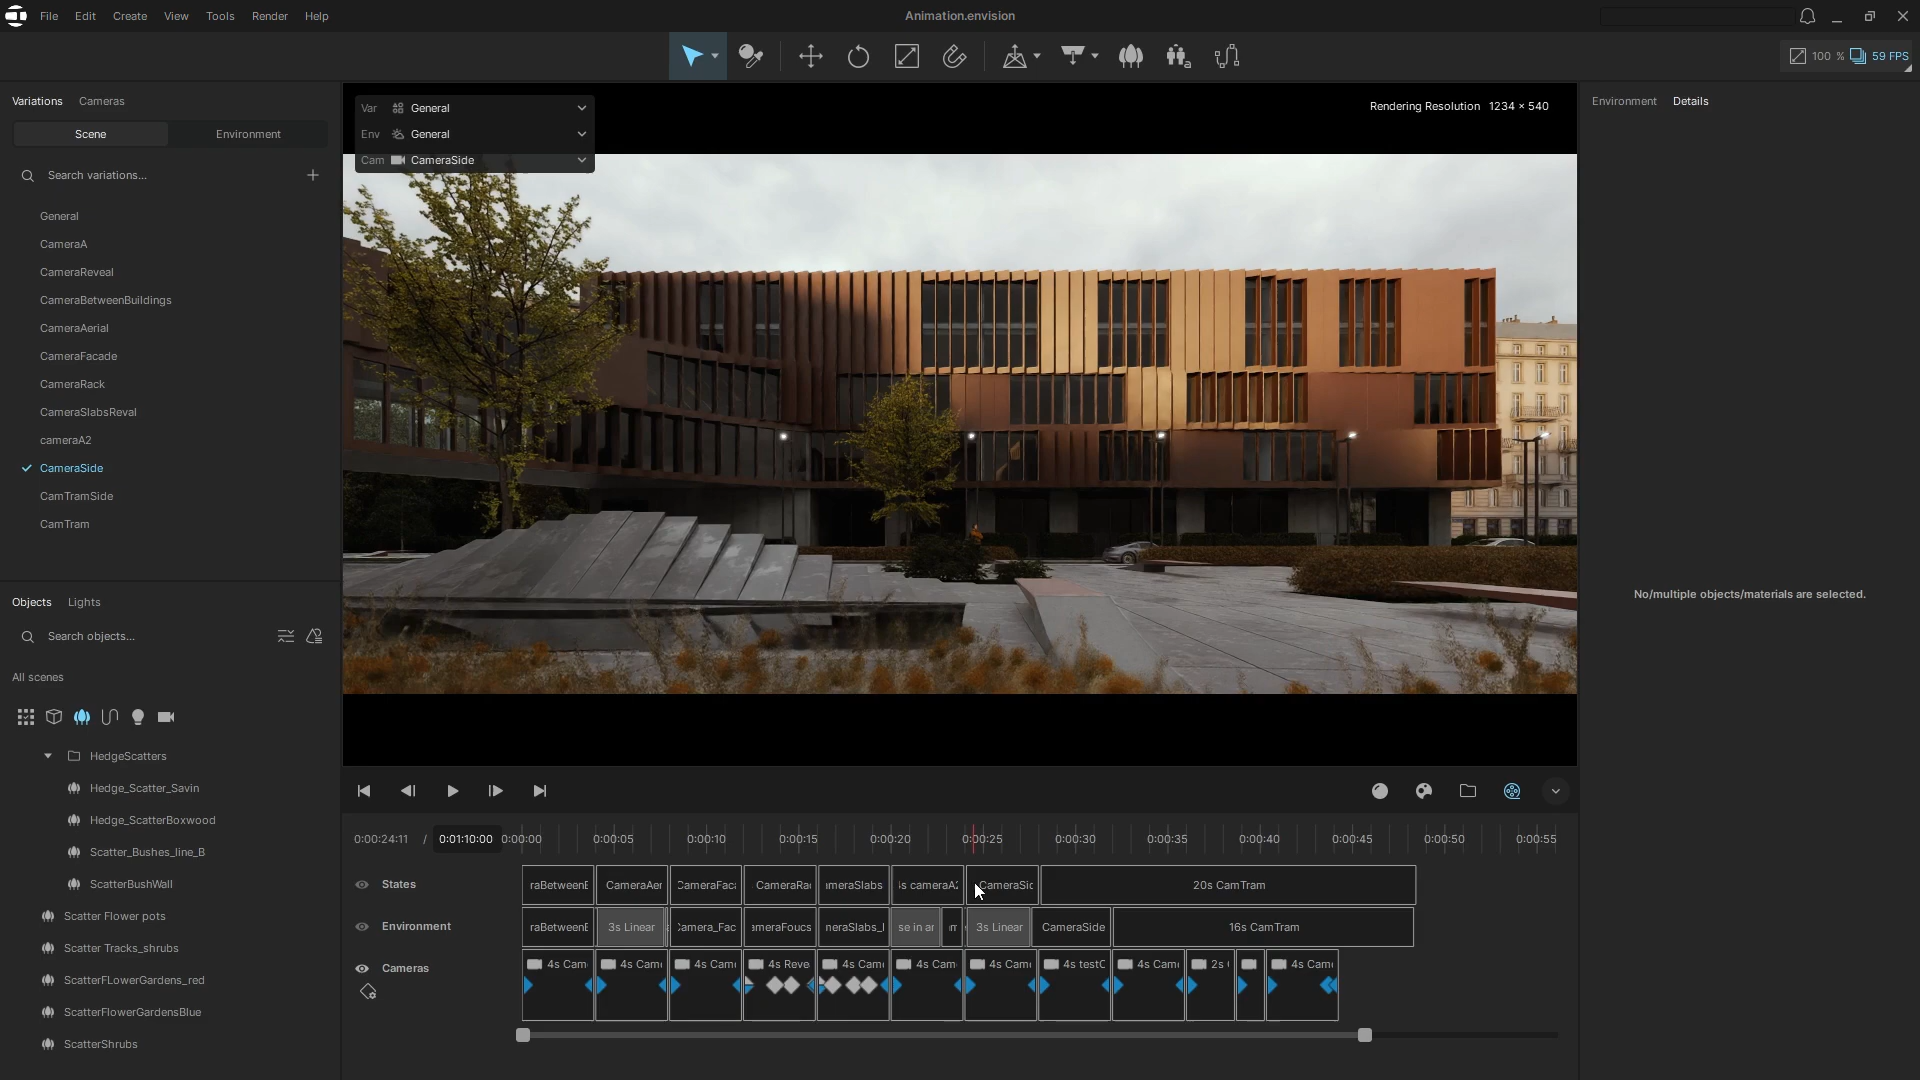 File Edit Create View Tools Render Help
Animation.envision
100 %
59 FPS
Variations Cameras
Scene Environment
Search variations...
General
CameraA
CameraReveal
CameraBetweenBuildings
CameraAerial
CameraFacade
CameraRack
CameraSlabsReval
cameraA2
CameraSide
CamTramSide
CamTram
Objects Lights
Search objects...
All scenes
HedgeScatters
Hedge_Scatter_Savin
Hedge_ScatterBoxwood
Scatter_Bushes_line_B
ScatterBushWall
Scatter Flower pots
Scatter Tracks_shrubs
ScatterFLowerGardens_red
ScatterFlowerGardensBlue
ScatterShrubs
Var General
Env General
Cam CameraSide
Rendering Resolution 1234 × 540
Environment Details
No/multiple objects/materials are selected.
0:00:24:11 / 0:01:10:00 0:00:00 0:00:05 0:00:10 0:00:15 0:00:20 0:00:25 0:00:30 0:00:35 0:00:40 0:00:45 0:00:50 0:00:55
States raBetweenE CameraAer CameraFaca CameraRac meraSlabs 4s cameraA2 CameraSid 20s CamTram
Environment raBetweenE 3s Linear Camera_Fac ameraFoucs neraSlabs_I se in ar 3s Linear CameraSide 16s CamTram
Cameras 4s Cam 4s Cam 4s Cam 4s Reve 4s Cam 4s Cam 4s Cam 4s testC 4s Cam 2s 4s Cam